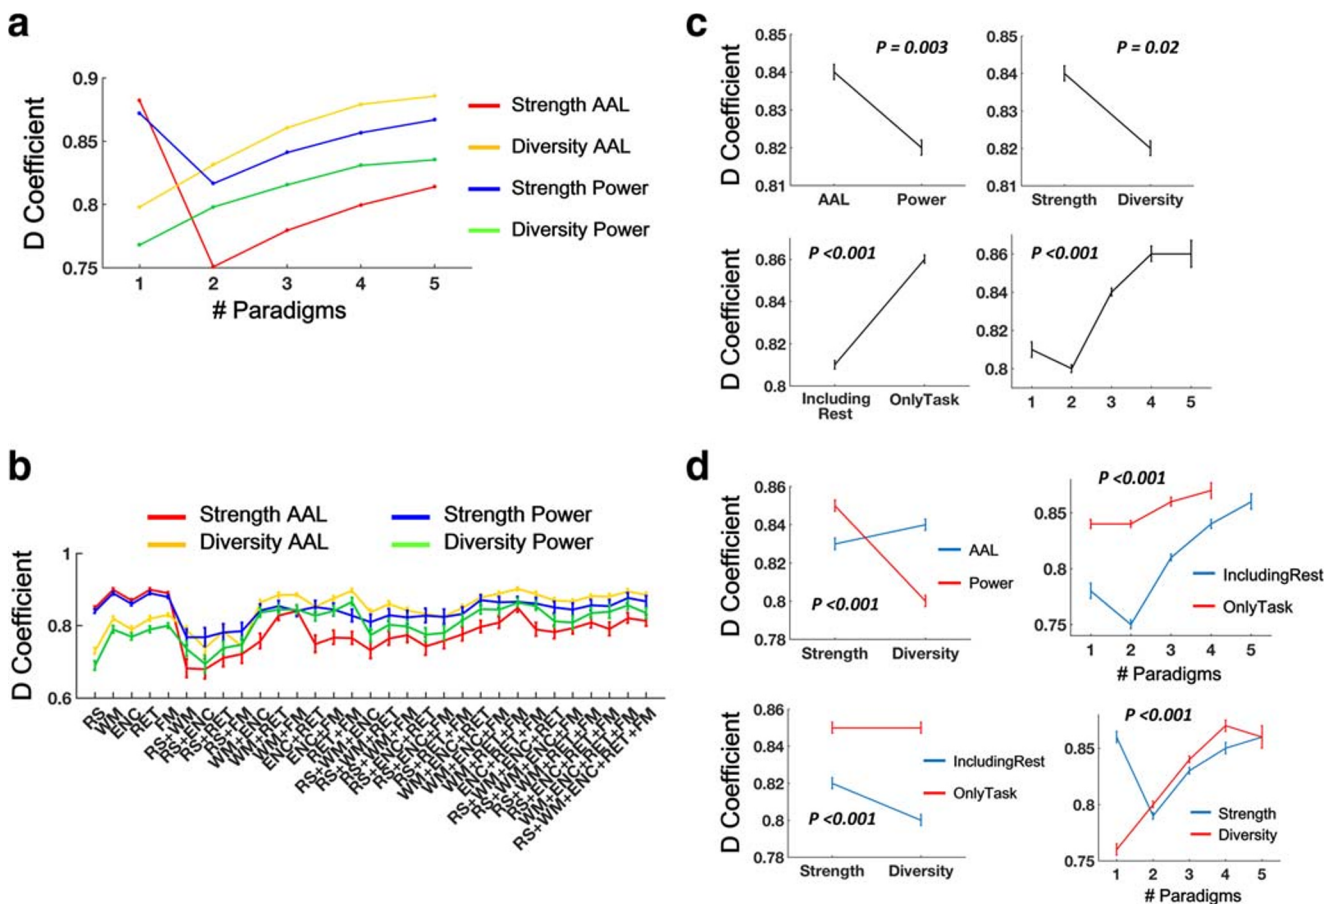 a
0.9
0.85
0.8
0.75
D Coefficient
1 2 3 4 5
# Paradigms
Strength AAL
Diversity AAL
Strength Power
Diversity Power
b
Strength AAL
Diversity AAL
Strength Power
Diversity Power
1
0.8
0.6
D Coefficient
RS
WM
ENC
RET
FM
RS+WM
RS+ENC
RS+RET
RS+FM
WM+ENC
WM+RET
WM+FM
ENC+RET
ENC+FM
RET+FM
RS+WM+ENC
RS+WM+RET
RS+WM+FM
RS+ENC+RET
RS+ENC+FM
RS+RET+FM
WM+ENC+RET
WM+ENC+FM
WM+RET+FM
ENC+RET+FM
RS+WM+ENC+RET
RS+WM+ENC+FM
RS+WM+RET+FM
RS+ENC+RET+FM
WM+ENC+RET+FM
RS+WM+ENC+RET+FM
c
D Coefficient
0.85
0.84
0.83
0.82
0.81
P = 0.003
AAL Power
0.85
0.84
0.83
0.82
0.81
P = 0.02
Strength Diversity
D Coefficient
0.86
0.84
0.82
0.8
P <0.001
Including OnlyTask
Rest
0.86
0.84
0.82
0.8
P <0.001
1 2 3 4 5
d
D Coefficient
0.86
0.84
0.82
0.8
0.78
AAL
Power
P <0.001
Strength Diversity
P <0.001
0.85
0.8
0.75
IncludingRest
OnlyTask
1 2 3 4 5
# Paradigms
D Coefficient
0.86
0.84
0.82
0.8
0.78
IncludingRest
OnlyTask
P <0.001
Strength Diversity
P <0.001
0.85
0.8
0.75
Strength
Diversity
1 2 3 4 5
# Paradigms